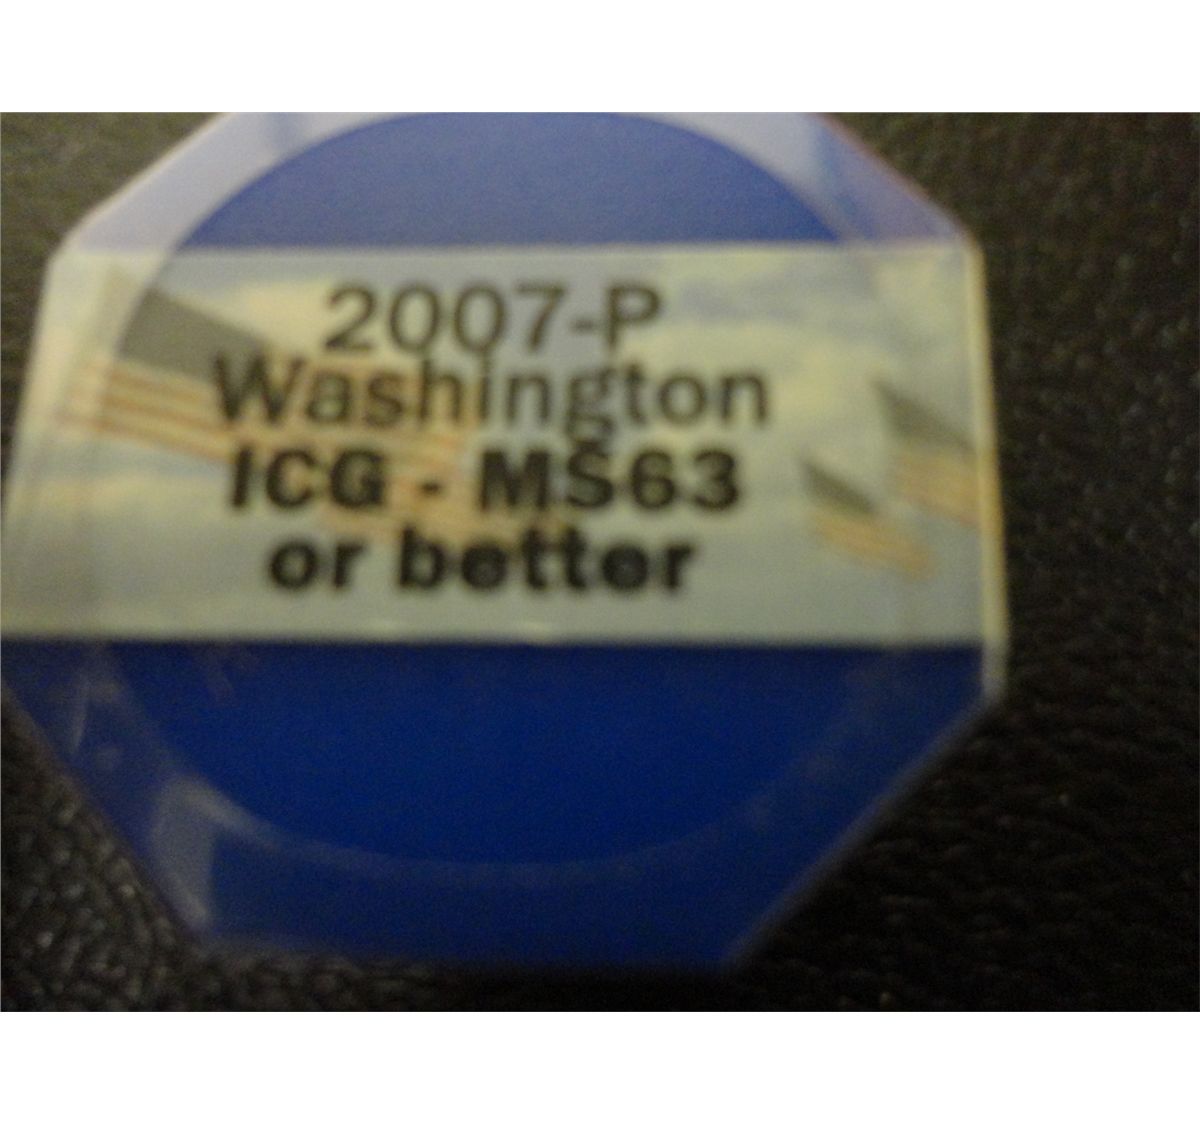 2007-P
Washington
ICG - MS63
or better